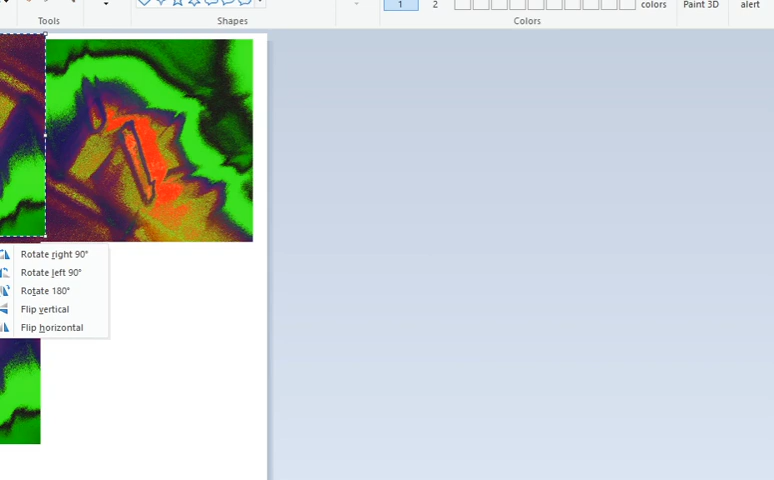 1 2 colors Paint 3D alert
Tools Shapes Colors
Rotate right 90°
Rotate left 90°
Rotate 180°
Flip vertical
Flip horizontal